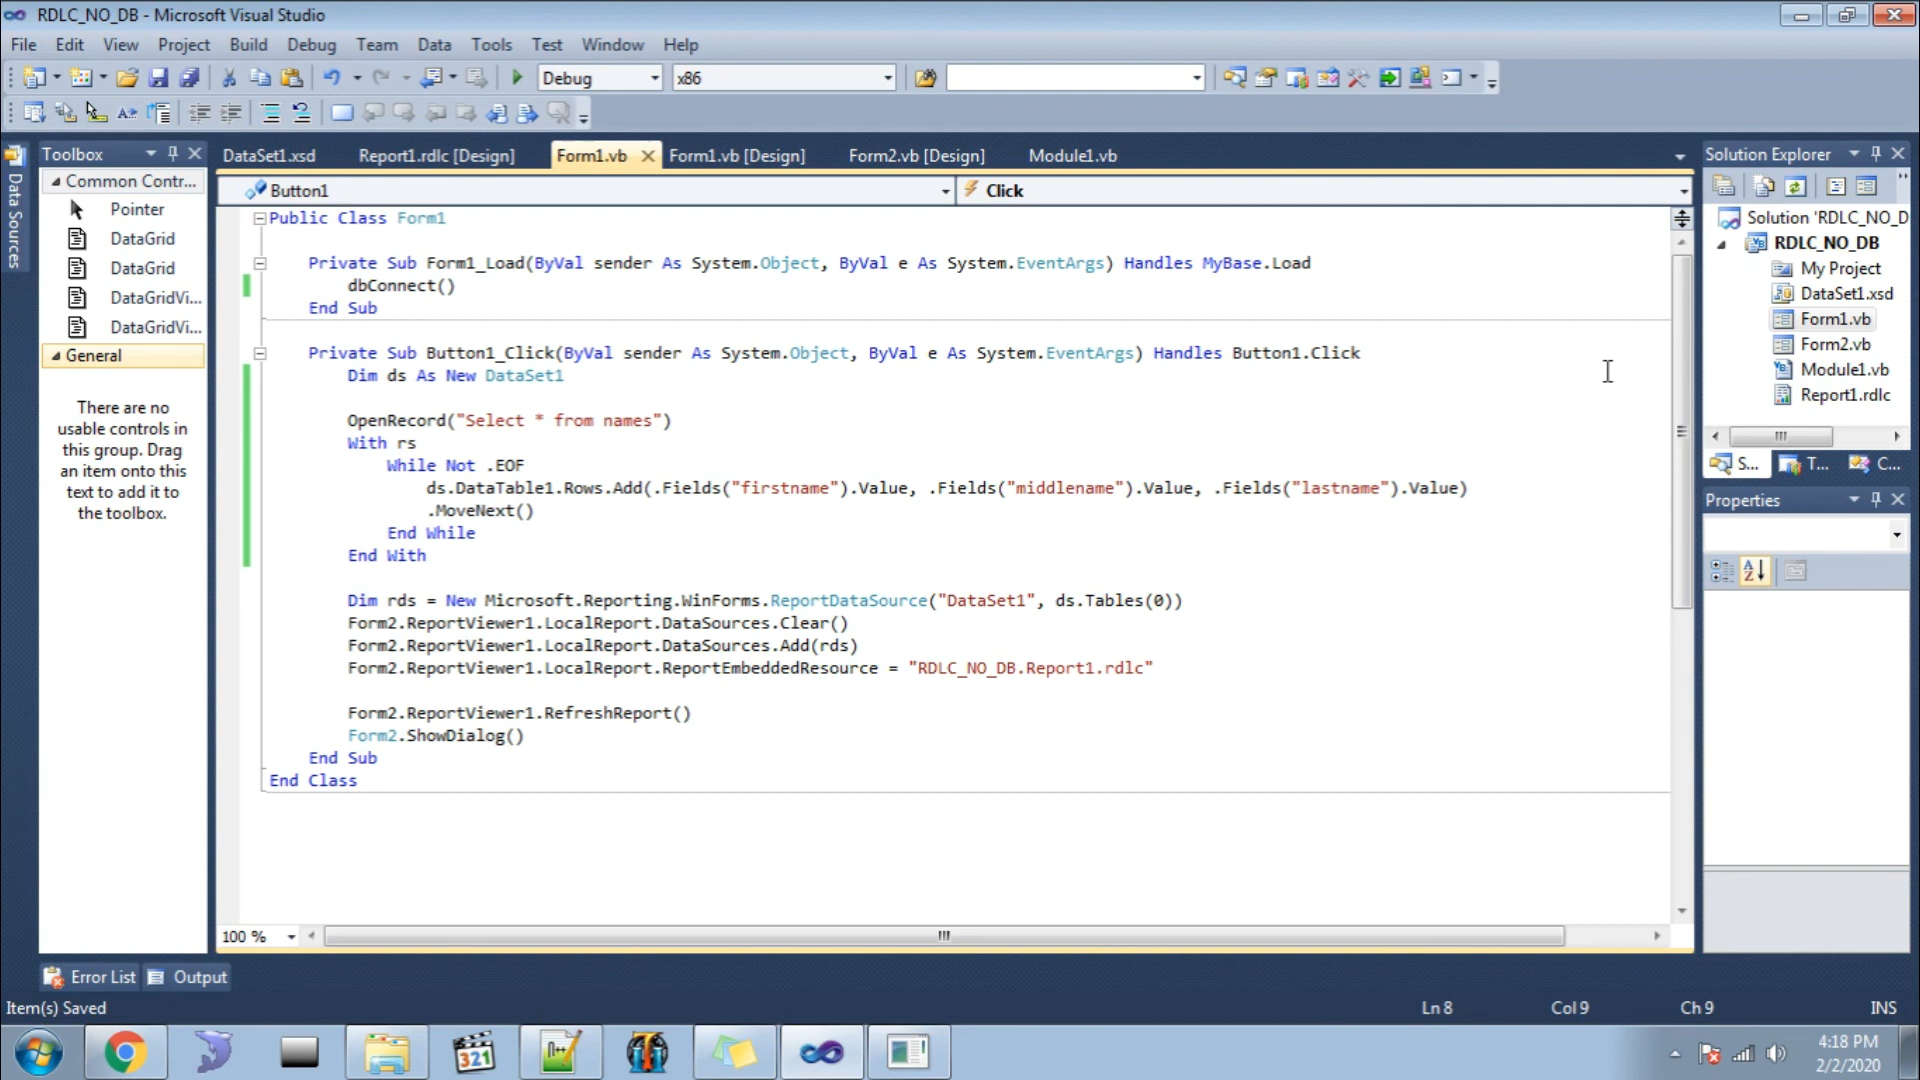 RDLC_NO_DB - Microsoft Visual Studio
File Edit View Project Build Debug Team Data Tools Test Window Help
Debug x86
Data Sources
Toolbox
Common Contr...
Pointer
DataGrid
DataGrid
DataGridVi...
DataGridVi...
General
There are no
usable controls in
this group. Drag
an item onto this
text to add it to
the toolbox.
DataSet1.xsd Report1.rdlc [Design] Form1.vb Form1.vb [Design] Form2.vb [Design] Module1.vb
Button1 Click
Public Class Form1
Private Sub Form1_Load(ByVal sender As System.Object, ByVal e As System.EventArgs) Handles MyBase.Load
dbConnect()
End Sub
Private Sub Button1_Click(ByVal sender As System.Object, ByVal e As System.EventArgs) Handles Button1.Click
Dim ds As New DataSet1
OpenRecord("Select * from names")
With rs
While Not .EOF
ds.DataTable1.Rows.Add(.Fields("firstname").Value, .Fields("middlename").Value, .Fields("lastname").Value)
.MoveNext()
End While
End With
Dim rds = New Microsoft.Reporting.WinForms.ReportDataSource("DataSet1", ds.Tables(0))
Form2.ReportViewer1.LocalReport.DataSources.Clear()
Form2.ReportViewer1.LocalReport.DataSources.Add(rds)
Form2.ReportViewer1.LocalReport.ReportEmbeddedResource = "RDLC_NO_DB.Report1.rdlc"
Form2.ReportViewer1.RefreshReport()
Form2.ShowDialog()
End Sub
End Class
100 %
Solution Explorer
Solution 'RDLC_NO_D
RDLC_NO_DB
My Project
DataSet1.xsd
Form1.vb
Form2.vb
Module1.vb
Report1.rdlc
S... T... C...
Properties
A
Z
Error List Output
Item(s) Saved Ln 8 Col 9 Ch 9 INS
321
n++
4:18 PM
2/2/2020